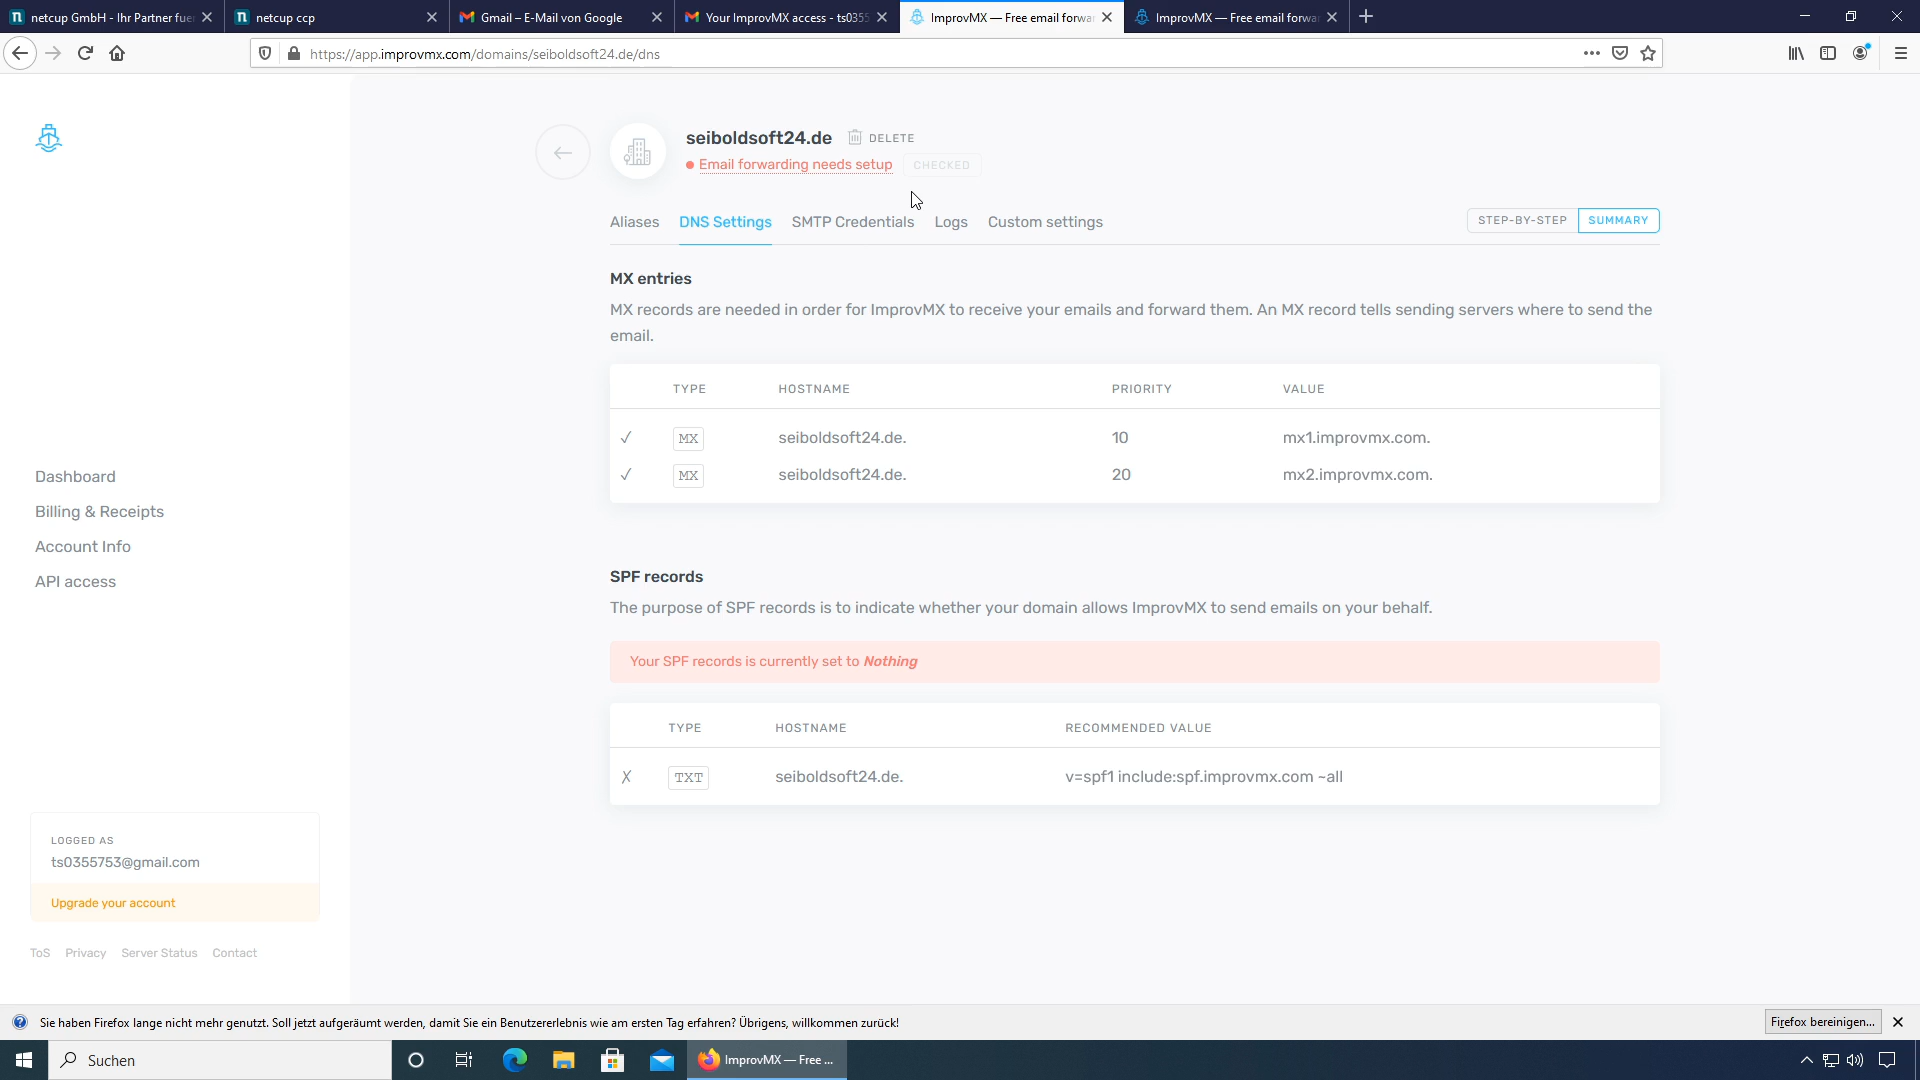 netcup GmbH - Ihr Partner fue
netcup ccp
Gmail – E-Mail von Google
Your ImprovMX access - ts0355
ImprovMX — Free email forwa
ImprovMX — Free email forwa
https://app.improvmx.com/domains/seiboldsoft24.de/dns
seiboldsoft24.de
DELETE
Email forwarding needs setup
CHECKED
Aliases
DNS Settings
SMTP Credentials
Logs
Custom settings
STEP-BY-STEP
SUMMARY
MX entries
MX records are needed in order for ImprovMX to receive your emails and forward them. An MX record tells sending servers where to send the
email.
TYPE HOSTNAME PRIORITY VALUE
✓ MX seiboldsoft24.de. 10 mx1.improvmx.com.
✓ MX seiboldsoft24.de. 20 mx2.improvmx.com.
SPF records
The purpose of SPF records is to indicate whether your domain allows ImprovMX to send emails on your behalf.
Your SPF records is currently set to Nothing
TYPE HOSTNAME RECOMMENDED VALUE
X TXT seiboldsoft24.de. v=spf1 include:spf.improvmx.com ~all
Dashboard
Billing & Receipts
Account Info
API access
LOGGED AS
ts0355753@gmail.com
Upgrade your account
ToS Privacy Server Status Contact
Sie haben Firefox lange nicht mehr genutzt. Soll jetzt aufgeräumt werden, damit Sie ein Benutzererlebnis wie am ersten Tag erfahren? Übrigens, willkommen zurück!
Firefox bereinigen...
Suchen
ImprovMX — Free ...